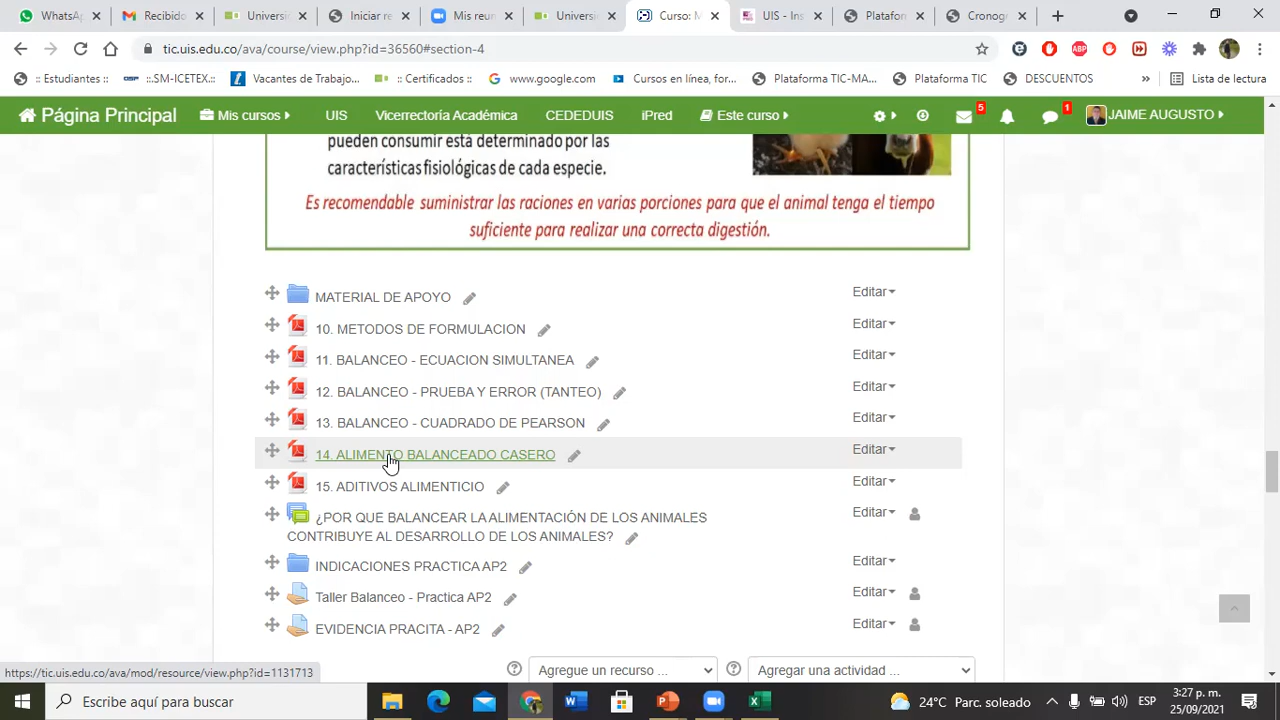 WhatsA
Recibido
Universi
Iniciar re
Mis reun
Universi
Curso: M
UIS - Ins
Platafor
Cronogr
tic.uis.edu.co/ava/course/view.php?id=36560#section-4
:: Estudiantes ::
::.SM-ICETEX.::
Vacantes de Trabajo...
:: Certificados ::
www.google.com
Cursos en línea, for...
Plataforma TIC-MA...
Plataforma TIC
DESCUENTOS
»
Lista de lectura
Página Principal
Mis cursos
UIS
Vicerrectoría Académica
CEDEDUIS
iPred
Este curso
5
1
JAIME AUGUSTO
pueden consumir está determinado por las
características fisiológicas de cada especie.
Es recomendable suministrar las raciones en varias porciones para que el animal tenga el tiempo
suficiente para realizar una correcta digestión.
MATERIAL DE APOYO
Editar
10. METODOS DE FORMULACION
Editar
11. BALANCEO - ECUACION SIMULTANEA
Editar
12. BALANCEO - PRUEBA Y ERROR (TANTEO)
Editar
13. BALANCEO - CUADRADO DE PEARSON
Editar
14. ALIMENTO BALANCEADO CASERO
Editar
15. ADITIVOS ALIMENTICIO
Editar
¿POR QUE BALANCEAR LA ALIMENTACIÓN DE LOS ANIMALES
CONTRIBUYE AL DESARROLLO DE LOS ANIMALES?
Editar
INDICACIONES PRACTICA AP2
Editar
Taller Balanceo - Practica AP2
Editar
EVIDENCIA PRACITA - AP2
Editar
Agregue un recurso ...
Agregar una actividad ...
https://tic.uis.edu.co/ava/mod/resource/view.php?id=1131713
Escribe aquí para buscar
24°C Parc. soleado
ESP
3:27 p. m.
25/09/2021